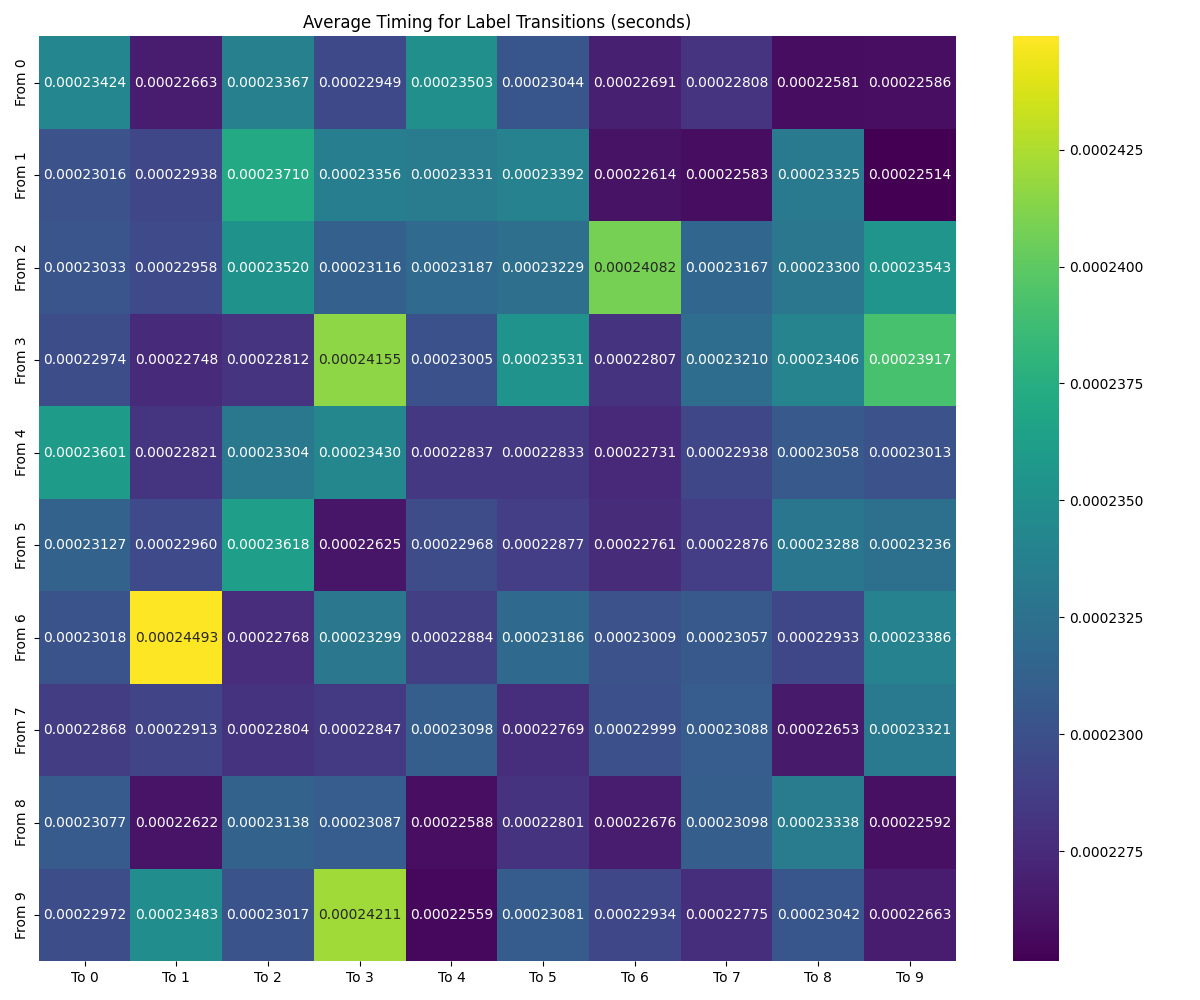 Average Timing for Label Transitions (seconds)
From 0 0.00023424 0.00022663 0.00023367 0.00022949 0.00023503 0.00023044 0.00022691 0.00022808 0.00022581 0.00022586
From 1 0.00023016 0.00022938 0.00023710 0.00023356 0.00023331 0.00023392 0.00022614 0.00022583 0.00023325 0.00022514
From 2 0.00023033 0.00022958 0.00023520 0.00023116 0.00023187 0.00023229 0.00024082 0.00023167 0.00023300 0.00023543
From 3 0.00022974 0.00022748 0.00022812 0.00024155 0.00023005 0.00023531 0.00022807 0.00023210 0.00023406 0.00023917
From 4 0.00023601 0.00022821 0.00023304 0.00023430 0.00022837 0.00022833 0.00022731 0.00022938 0.00023058 0.00023013
From 5 0.00023127 0.00022960 0.00023618 0.00022625 0.00022968 0.00022877 0.00022761 0.00022876 0.00023288 0.00023236
From 6 0.00023018 0.00024493 0.00022768 0.00023299 0.00022884 0.00023186 0.00023009 0.00023057 0.00022933 0.00023386
From 7 0.00022868 0.00022913 0.00022804 0.00022847 0.00023098 0.00022769 0.00022999 0.00023088 0.00022653 0.00023321
From 8 0.00023077 0.00022622 0.00023138 0.00023087 0.00022588 0.00022801 0.00022676 0.00023098 0.00023338 0.00022592
From 9 0.00022972 0.00023483 0.00023017 0.00024211 0.00022559 0.00023081 0.00022934 0.00022775 0.00023042 0.00022663
To 0 To 1 To 2 To 3 To 4 To 5 To 6 To 7 To 8 To 9
0.0002425
0.0002400
0.0002375
0.0002350
0.0002325
0.0002300
0.0002275